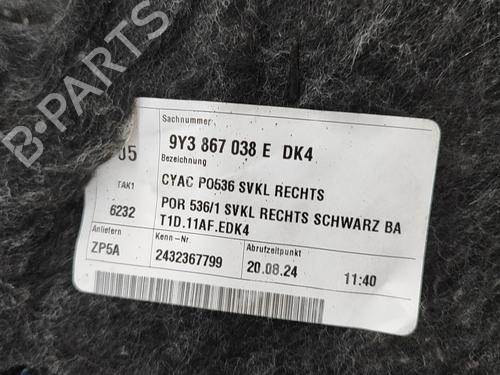 B-PARTS
Sachnummer
9Y3 867 038 E DK4
05
Bezeichnung
CYAC PO536 SVKL RECHTS
TAK1
POR 536/1 SVKL RECHTS SCHWARZ BA
6232
T1D.11AF.EDK4
Anliefern Kenn-Nr. Abrufzeitpunkt
ZP5A 2432367799 20.08.24 11:40